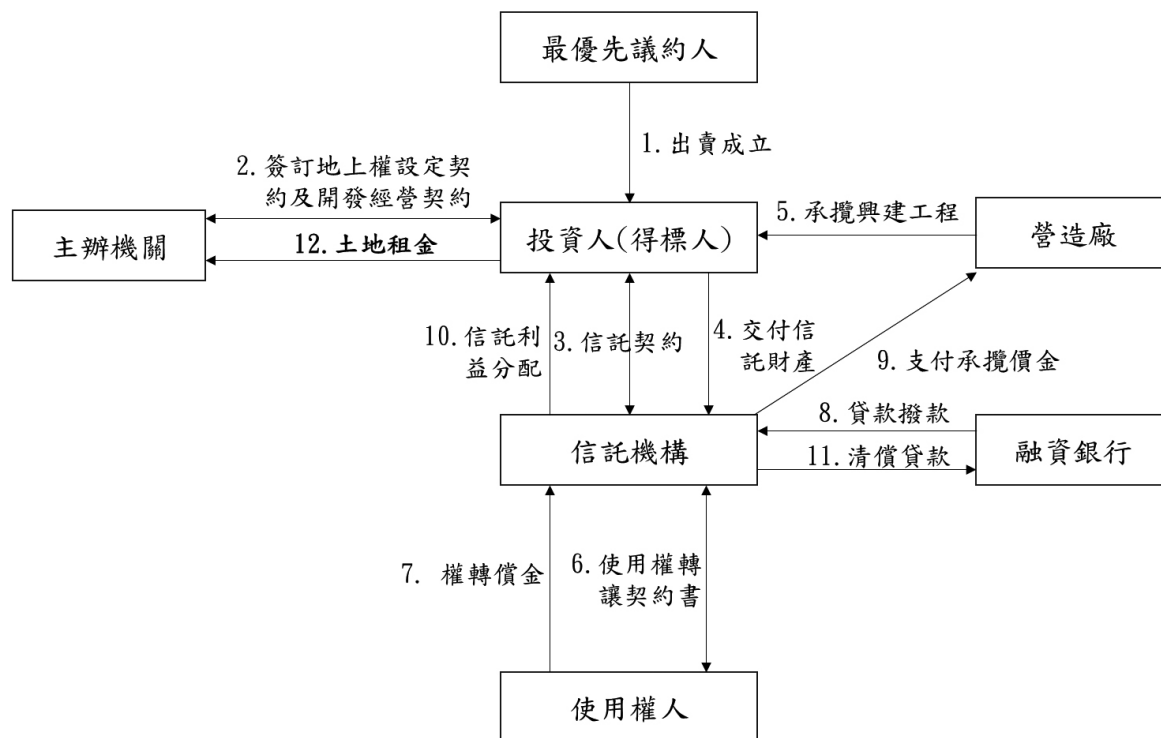 最優先議約人
1.出賣成立
2.簽訂地上權設定契
約及開發經營契約
5.承攬興建工程
主辦機關
12.土地租金
投資人(得標人)
營造廠
10.信託利
益分配
3.信託契約
4.交付信
託財產
9.支付承攬價金
8.貸款撥款
信託機構
11.清償貸款
融資銀行
7. 權轉償金
6.使用權轉
讓契約書
使用權人